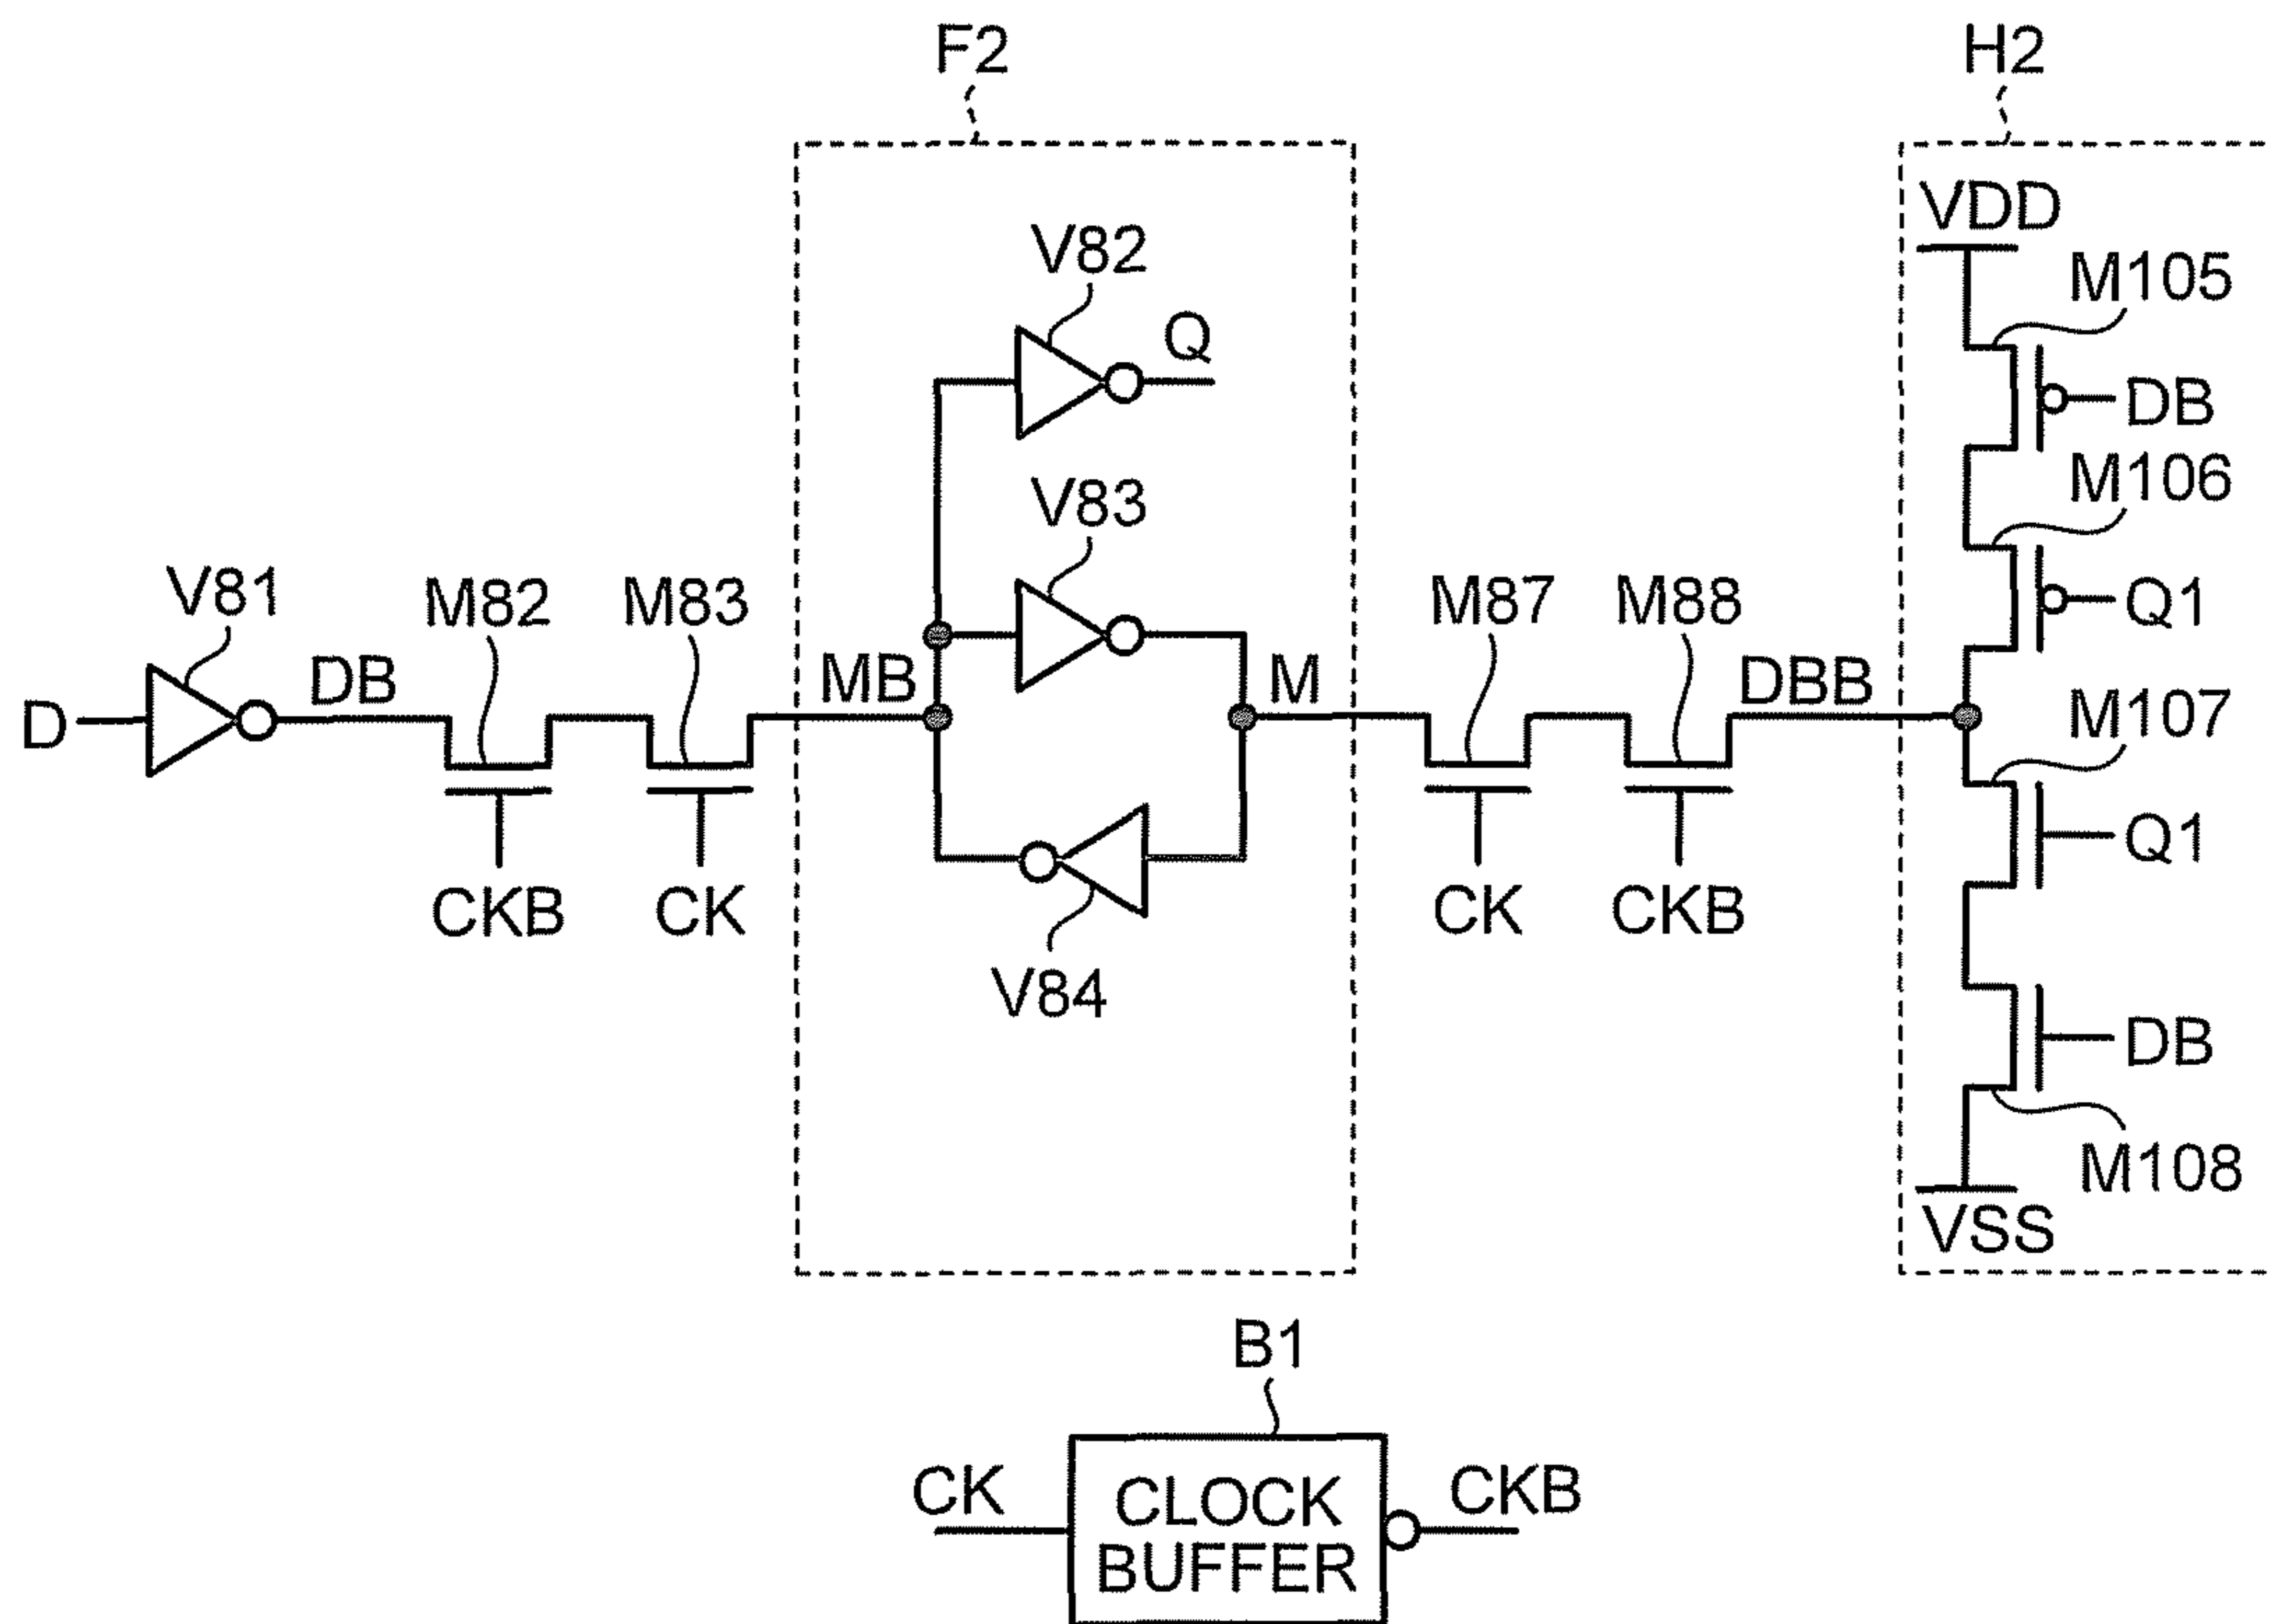 F2
H2
VDD
V82
M105
Q
DB
M106
V83
Q1
V81
M82
M83
M87
M88
DB
MB
M
DBB
M107
D
Q1
CKB
CK
CK
CKB
V84
DB
M108
VSS
B1
CK
CLOCK
BUFFER
CKB